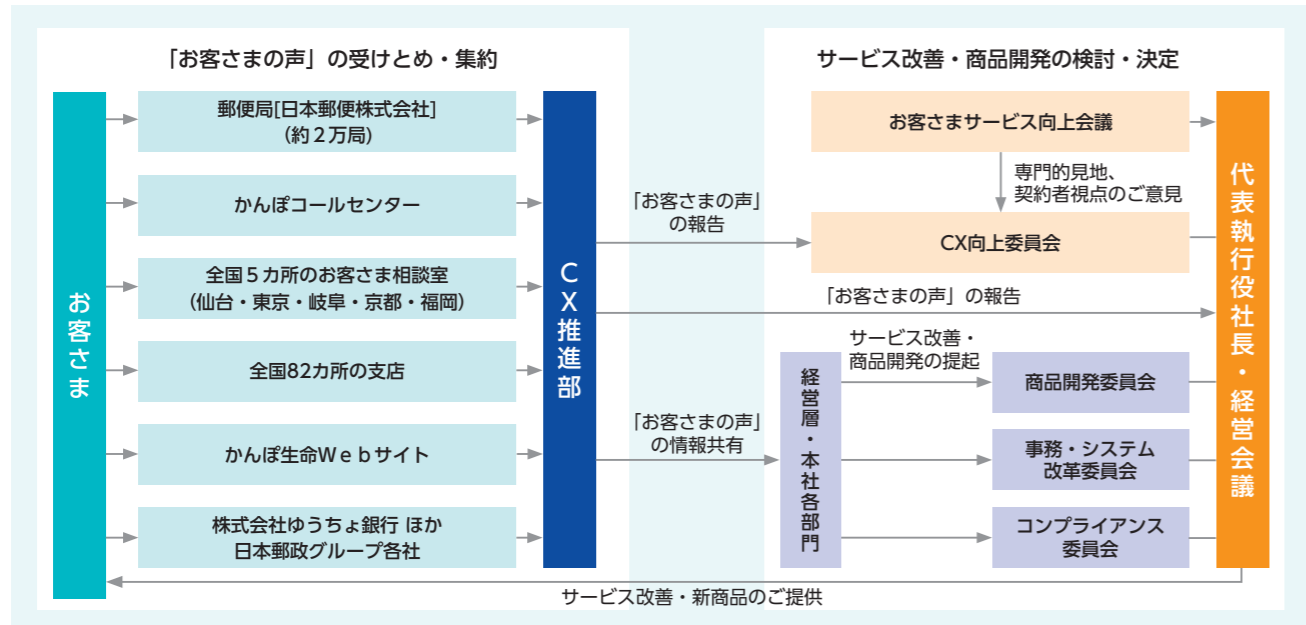 「お客さまの声」の受けとめ・集約
お客さま
郵便局[日本郵便株式会社]
（約２万局）
かんぽコールセンター
全国５カ所のお客さま相談室
（仙台・東京・岐阜・京都・福岡）
全国82カ所の支店
かんぽ生命Ｗｅｂサイト
株式会社ゆうちょ銀行 ほか
日本郵政グループ各社
ＣＸ推進部
「お客さまの声」
の報告
「お客さまの声」
の情報共有
サービス改善・商品開発の検討・決定
お客さまサービス向上会議
専門的見地、
契約者視点のご意見
CX向上委員会
「お客さまの声」の報告
サービス改善・
商品開発の提起
経営層・本社各部門
商品開発委員会
事務・システム
改革委員会
コンプライアンス
委員会
代表執行役社長・経営会議
サービス改善・新商品のご提供